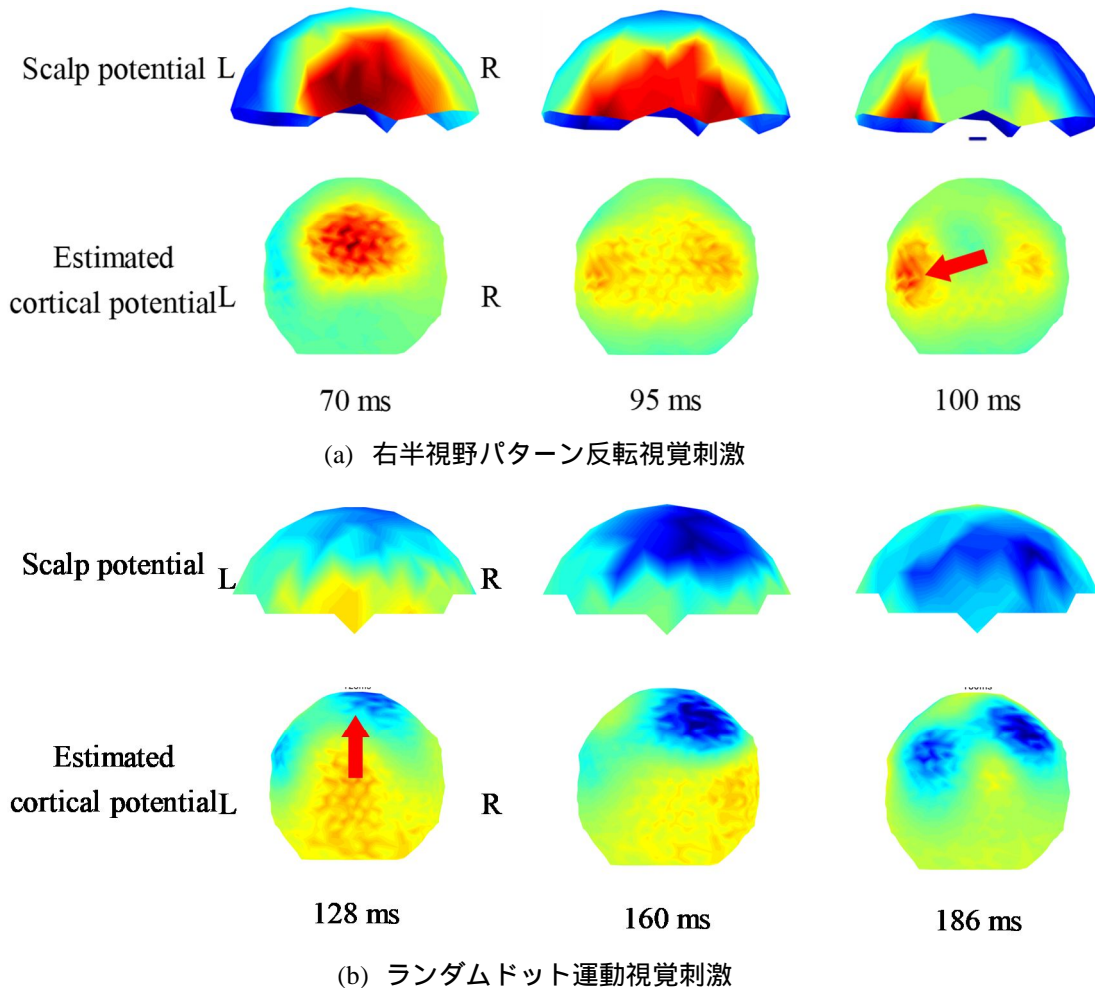 Scalp potential L R
Estimated
cortical potential L R
70 ms 95 ms 100 ms
(a) 右半視野パターン反転視覚刺激
Scalp potential L R
Estimated
cortical potential L R
128 ms 160 ms 186 ms
(b) ランダムドット運動視覚刺激